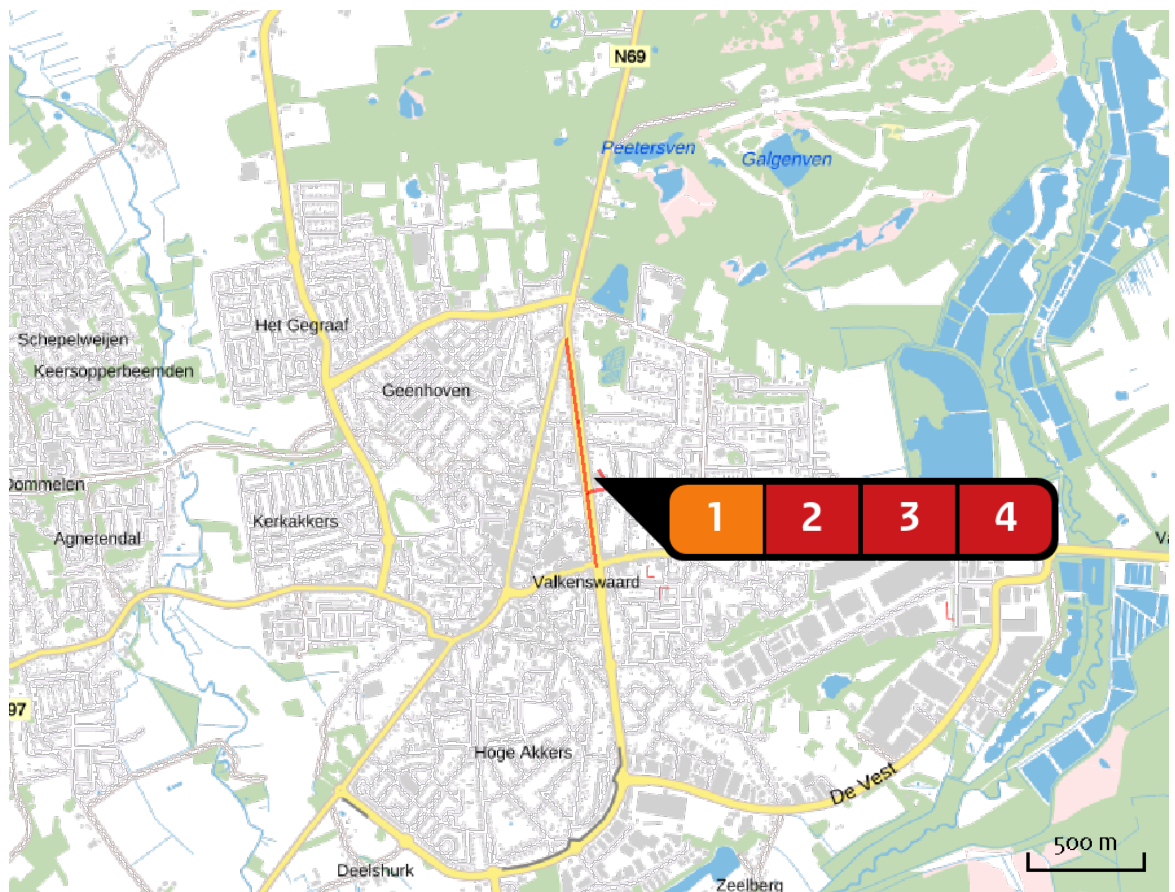 N69
Peetersven
Galgenven
Het Gegraaf
Schepelweijen
Keersopperbeemden
Geenhoven
Dommelen
Kerkakkers
Agnetendal
1 2 3 4
Valkenswaard
97
Hoge Akkers
De Vest
500 m
Deelshurk
Zeelberg